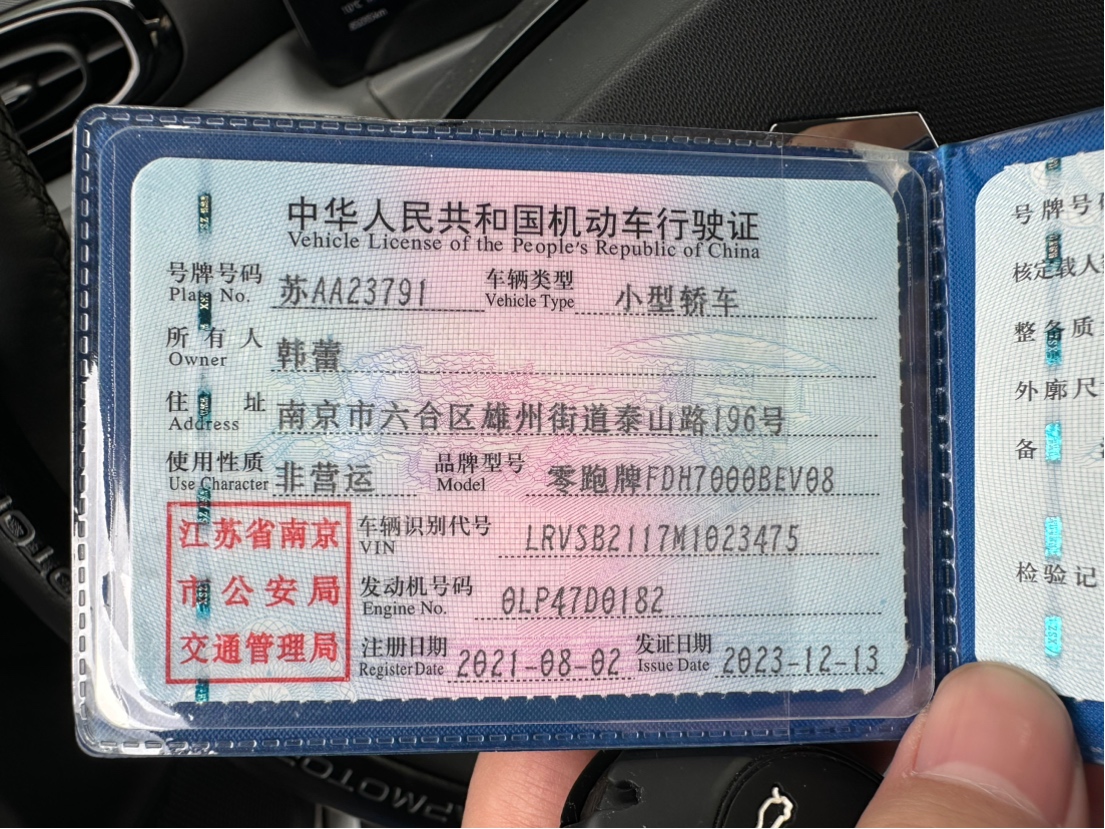 中华人民共和国机动车行驶证
Vehicle License of the People's Republic of China
号牌号码 苏AA23791 车辆类型 小型轿车
Plate No. Vehicle Type
所有人 韩蕾
Owner
住址 南京市六合区雄州街道泰山路196号
Address
使用性质 非营运 品牌型号 零跑牌FDH7000BEV08
Use Character Model
江苏省南京
市公安局
交通管理局
车辆识别代号 LRVSB2117M1023475
VIN
发动机号码 0LP47D0182
Engine No.
注册日期 2021-08-02 发证日期 2023-12-13
Register Date Issue Date
号牌号码
核定载人
整备质
外廓尺
备
检验记